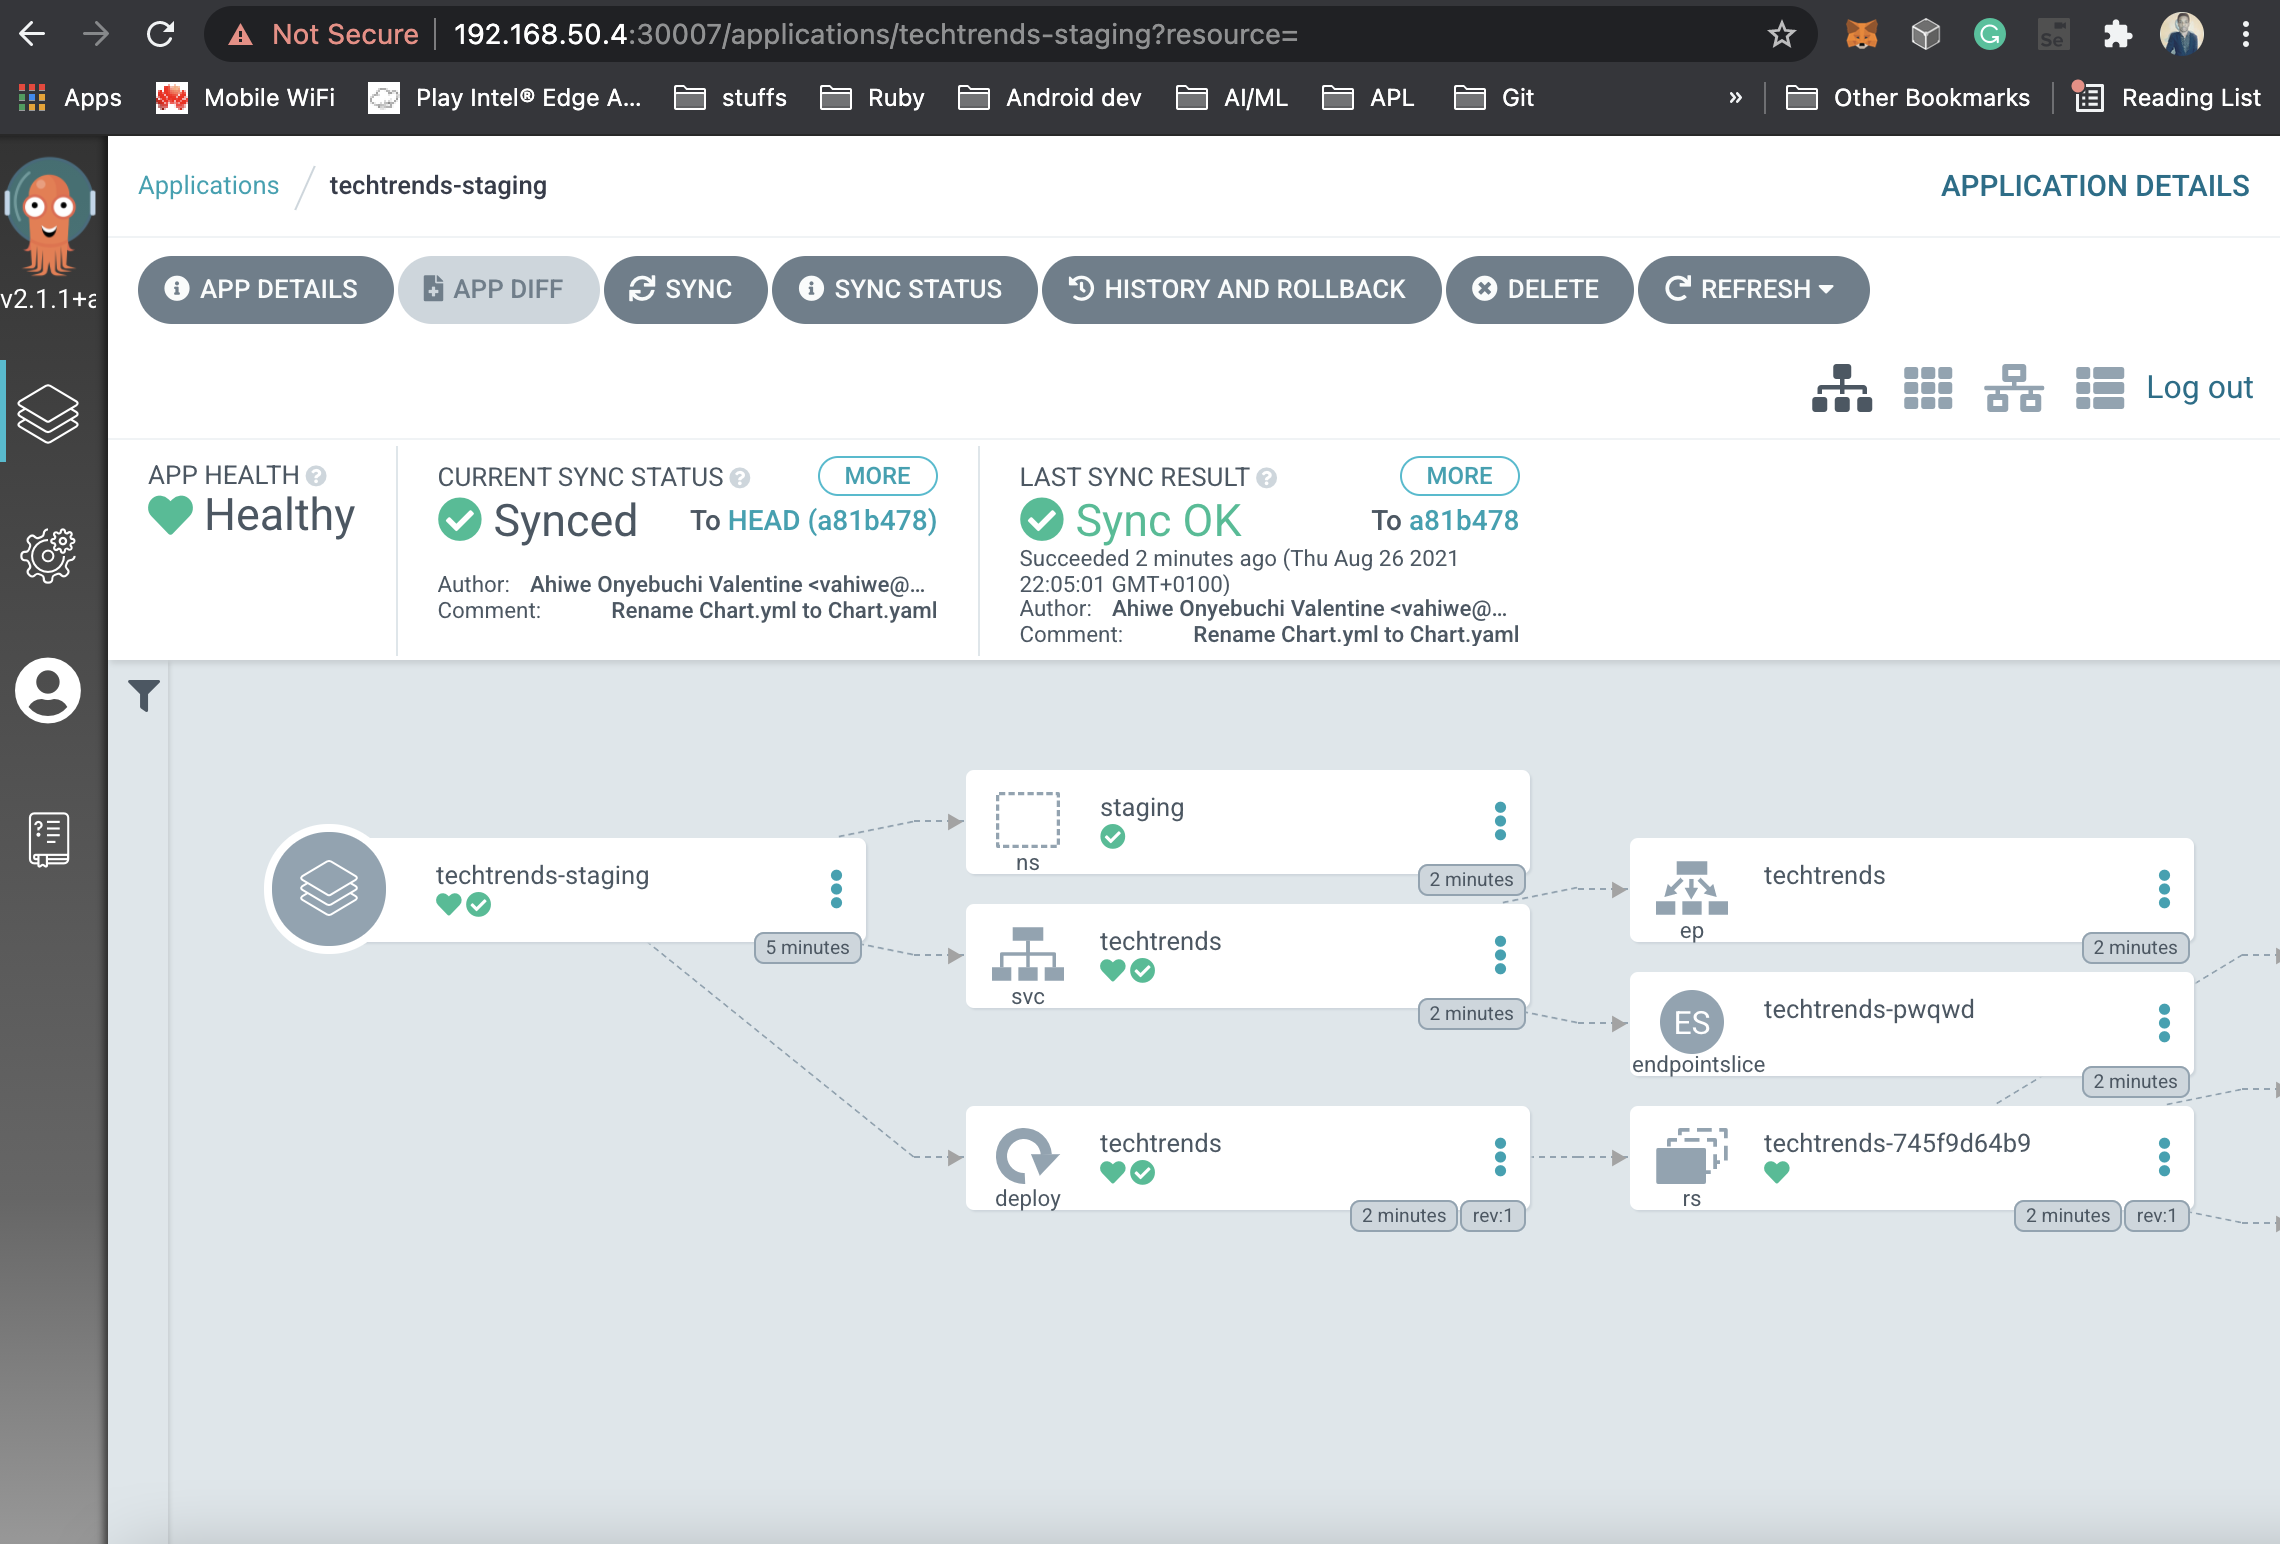 Not Secure 192.168.50.4:30007/applications/techtrends-staging?resource=
Se
Apps Mobile WiFi Play Intel® Edge A... stuffs Ruby Android dev AI/ML APL Git » Other Bookmarks Reading List
v2.1.1+a
Applications / techtrends-staging APPLICATION DETAILS
APP DETAILS APP DIFF SYNC SYNC STATUS HISTORY AND ROLLBACK DELETE REFRESH
Log out
APP HEALTH ?
Healthy
CURRENT SYNC STATUS ? MORE
Synced To HEAD (a81b478)
Author: Ahiwe Onyebuchi Valentine <vahiwe@...
Comment: Rename Chart.yml to Chart.yaml
LAST SYNC RESULT ? MORE
Sync OK To a81b478
Succeeded 2 minutes ago (Thu Aug 26 2021
22:05:01 GMT+0100)
Author: Ahiwe Onyebuchi Valentine <vahiwe@...
Comment: Rename Chart.yml to Chart.yaml
techtrends-staging
5 minutes
staging
ns
2 minutes
techtrends
svc
2 minutes
techtrends
deploy
2 minutes rev:1
techtrends
ep
2 minutes
ES
techtrends-pwqwd
endpointslice
2 minutes
techtrends-745f9d64b9
rs
2 minutes rev:1